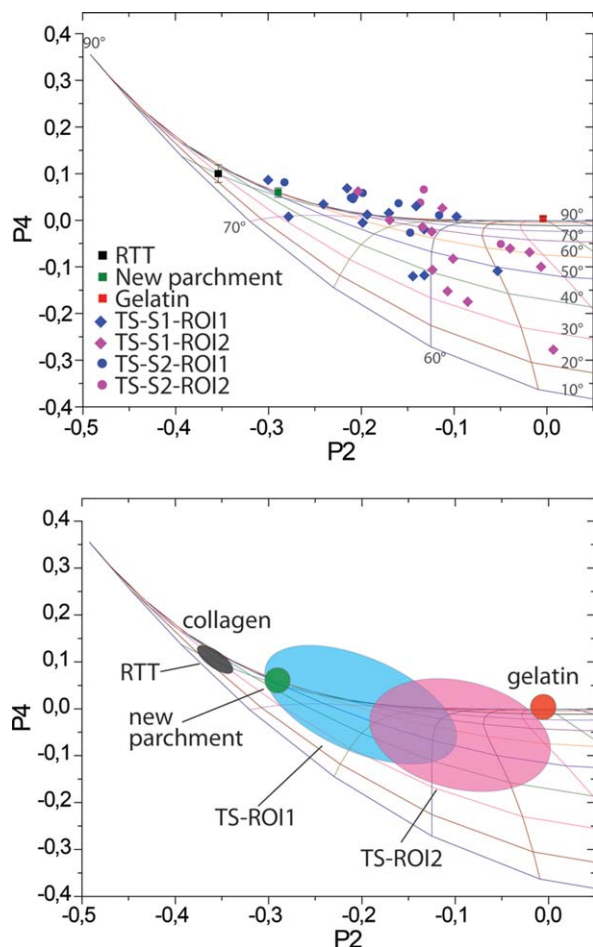 0,4
0,3
0,2
0,1
0,0
-0,1
-0,2
-0,3
-0,4
P4
90°
70°
60°
90°
70°
60°
50°
40°
30°
20°
10°
RTT
New parchment
Gelatin
TS-S1-ROI1
TS-S1-ROI2
TS-S2-ROI1
TS-S2-ROI2
-0,5 -0,4 -0,3 -0,2 -0,1 0,0
P2
0,4
0,3
0,2
0,1
0,0
-0,1
-0,2
-0,3
-0,4
P4
collagen
RTT
gelatin
new
parchment
TS-ROI1
TS-ROI2
-0,5 -0,4 -0,3 -0,2 -0,1 0,0
P2